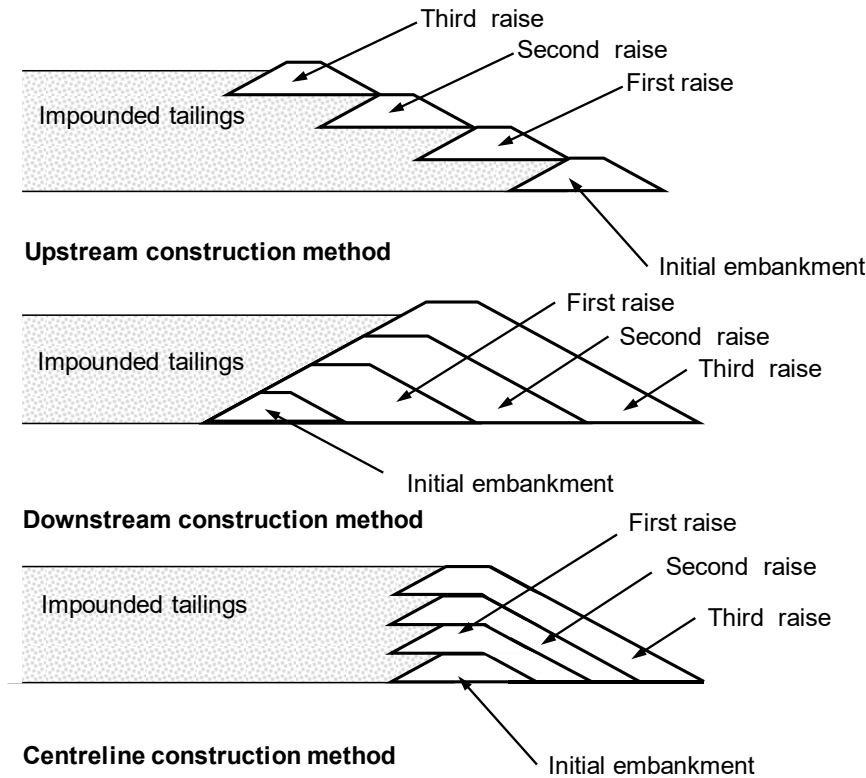 Third raise
Second raise
First raise
Impounded tailings
Upstream construction method
Initial embankment
First raise
Second raise
Impounded tailings
Third raise
Initial embankment
Downstream construction method
First raise
Second raise
Impounded tailings
Third raise
Centreline construction method
Initial embankment